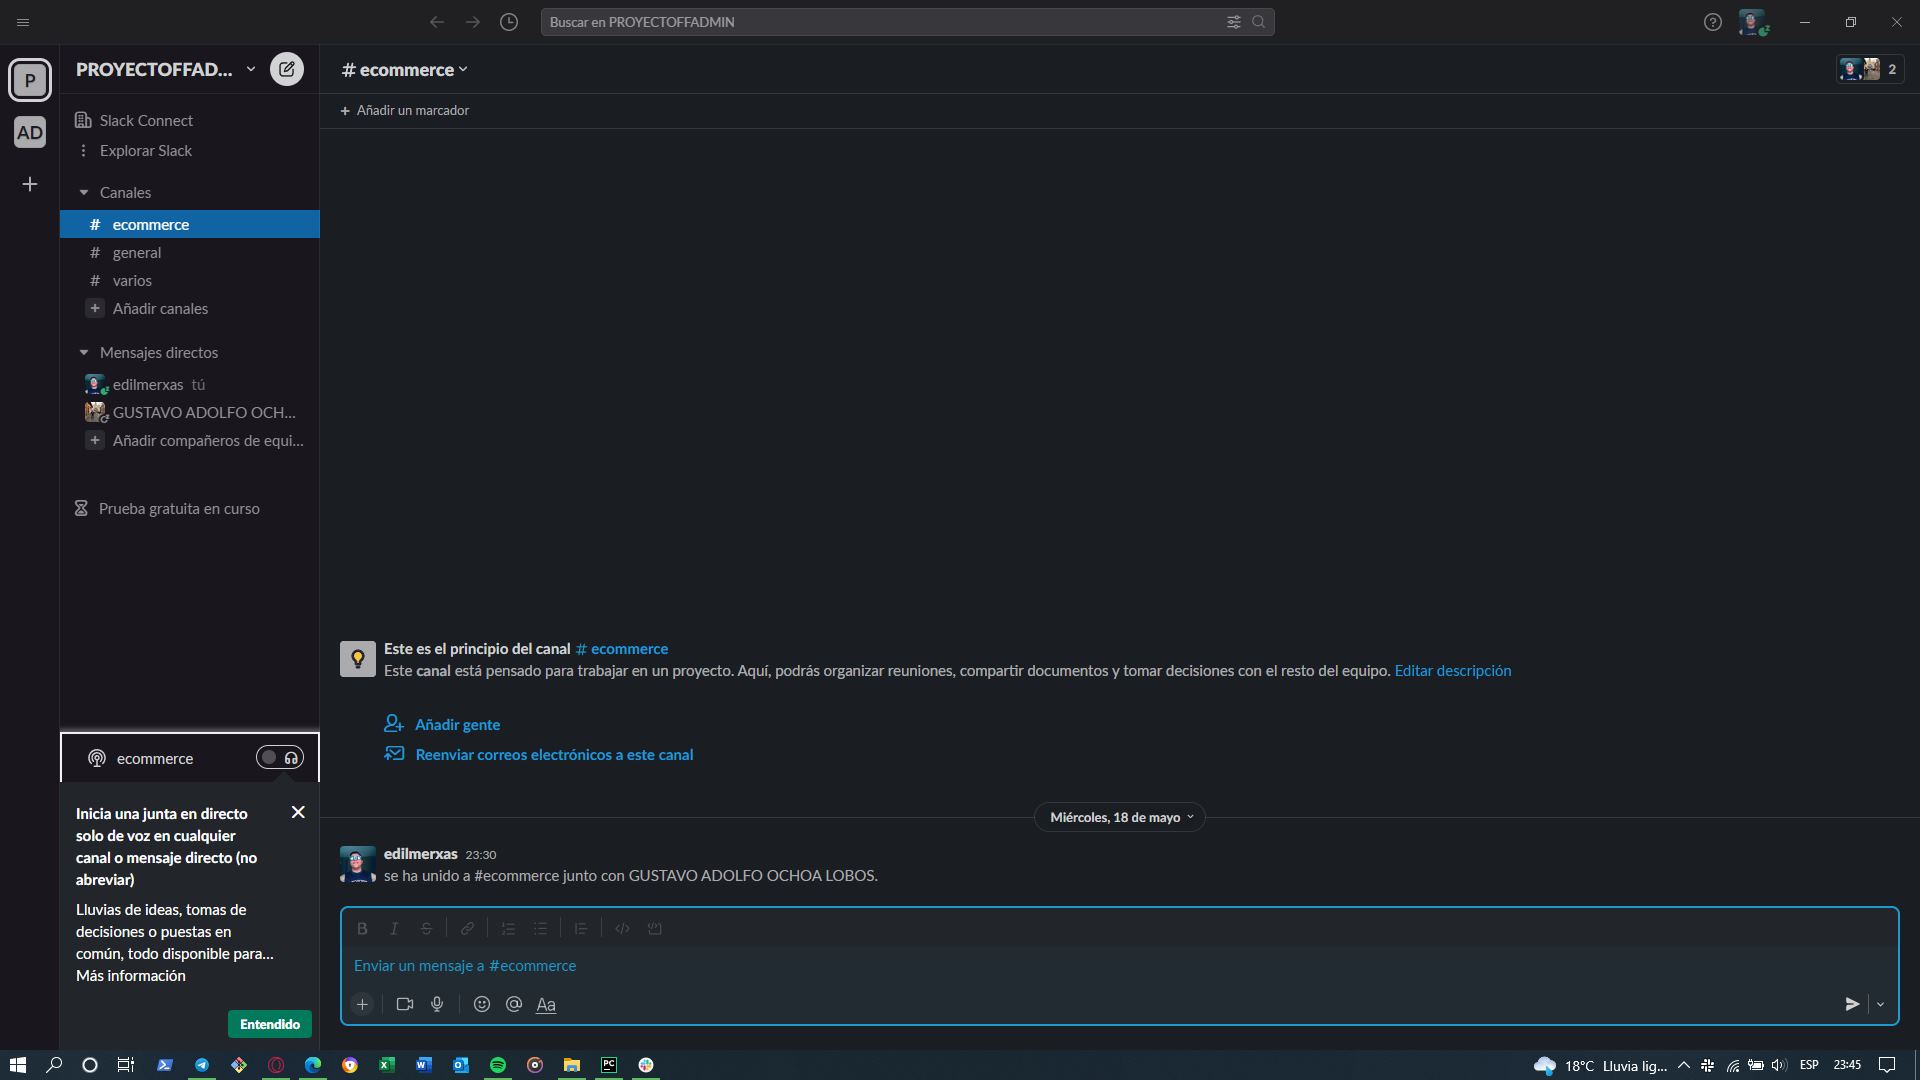 Buscar en PROYECTOFFADMIN
P
PROYECTOFFAD...
# ecommerce
2
AD
+ Añadir un marcador
Slack Connect
Explorar Slack
Canales
# ecommerce
# general
# varios
+ Añadir canales
Mensajes directos
edilmerxas tú
GUSTAVO ADOLFO OCH...
+ Añadir compañeros de equi...
Prueba gratuita en curso
Este es el principio del canal # ecommerce
Este canal está pensado para trabajar en un proyecto. Aquí, podrás organizar reuniones, compartir documentos y tomar decisiones con el resto del equipo. Editar descripción
Añadir gente
Reenviar correos electrónicos a este canal
ecommerce
Inicia una junta en directo
solo de voz en cualquier
canal o mensaje directo (no
abreviar)
Lluvias de ideas, tomas de
decisiones o puestas en
común, todo disponible para...
Más información
Entendido
Miércoles, 18 de mayo
edilmerxas 23:30
se ha unido a #ecommerce junto con GUSTAVO ADOLFO OCHOA LOBOS.
B I S
Enviar un mensaje a #ecommerce
Aa
18°C Lluvia lig... ESP 23:45